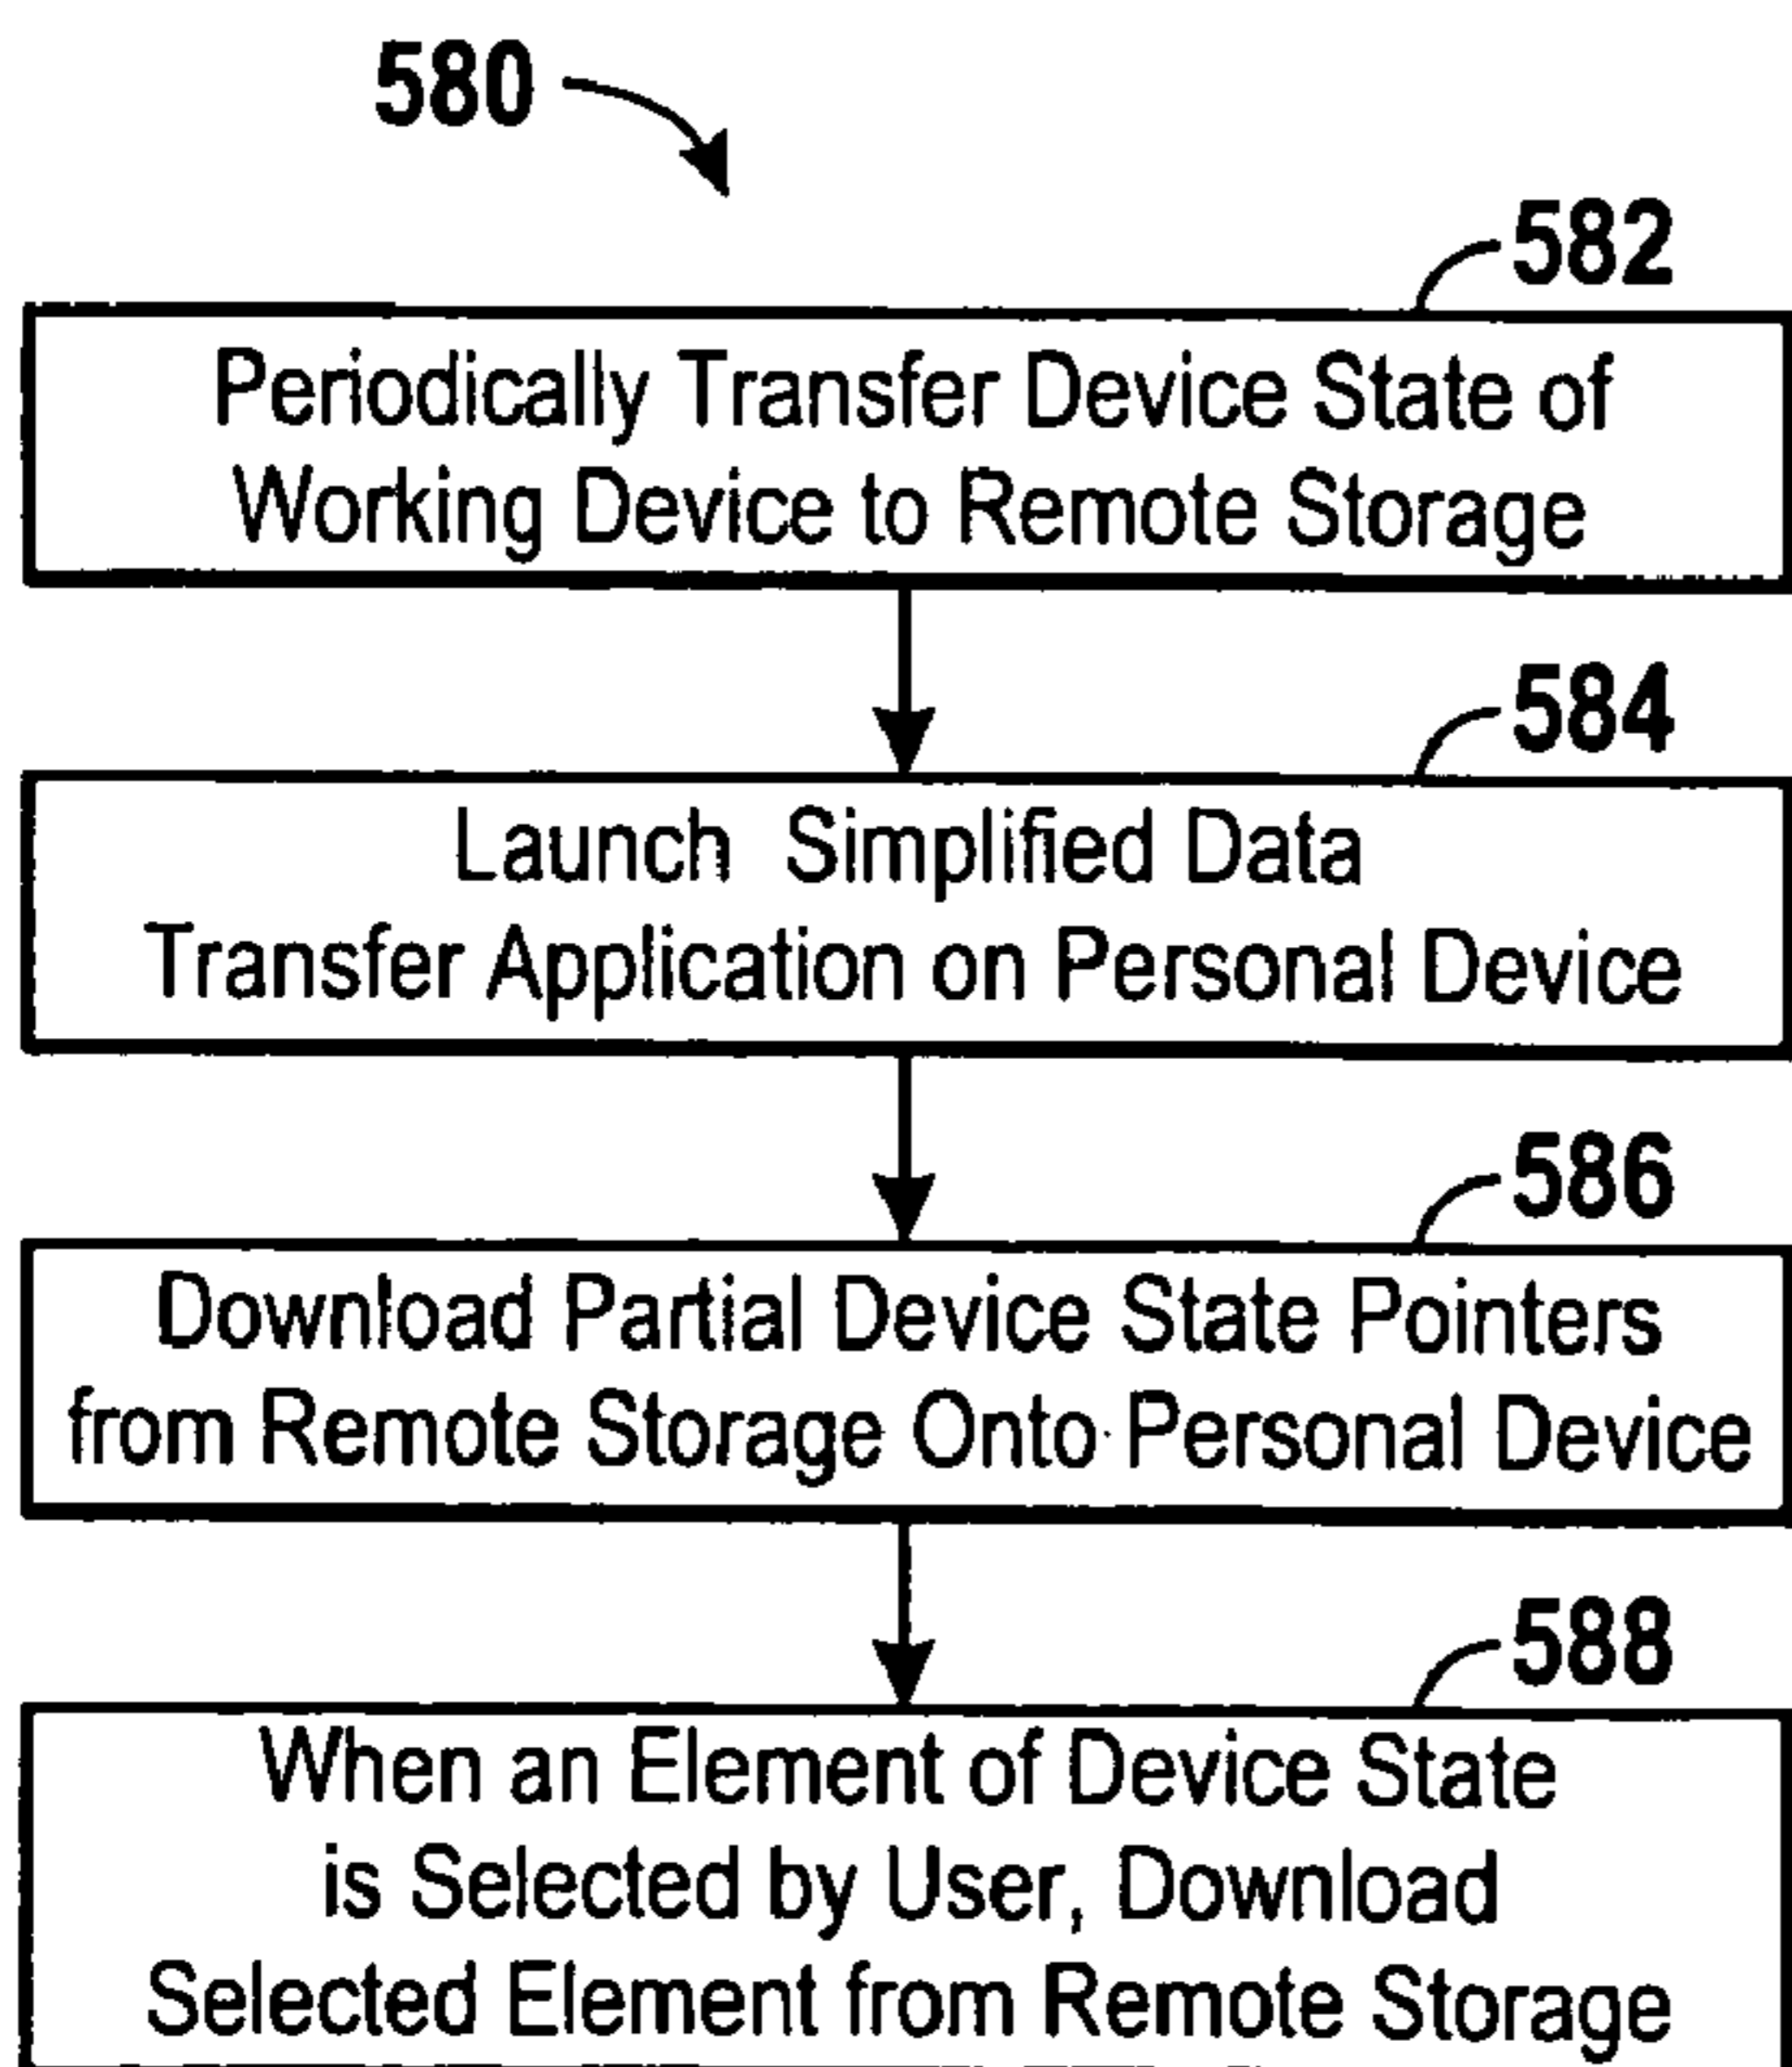 580
582
Periodically Transfer Device State of
Working Device to Remote Storage
584
Launch Simplified Data
Transfer Application on Personal Device
586
Download Partial Device State Pointers
from Remote Storage Onto Personal Device
588
When an Element of Device State
is Selected by User, Download
Selected Element from Remote Storage